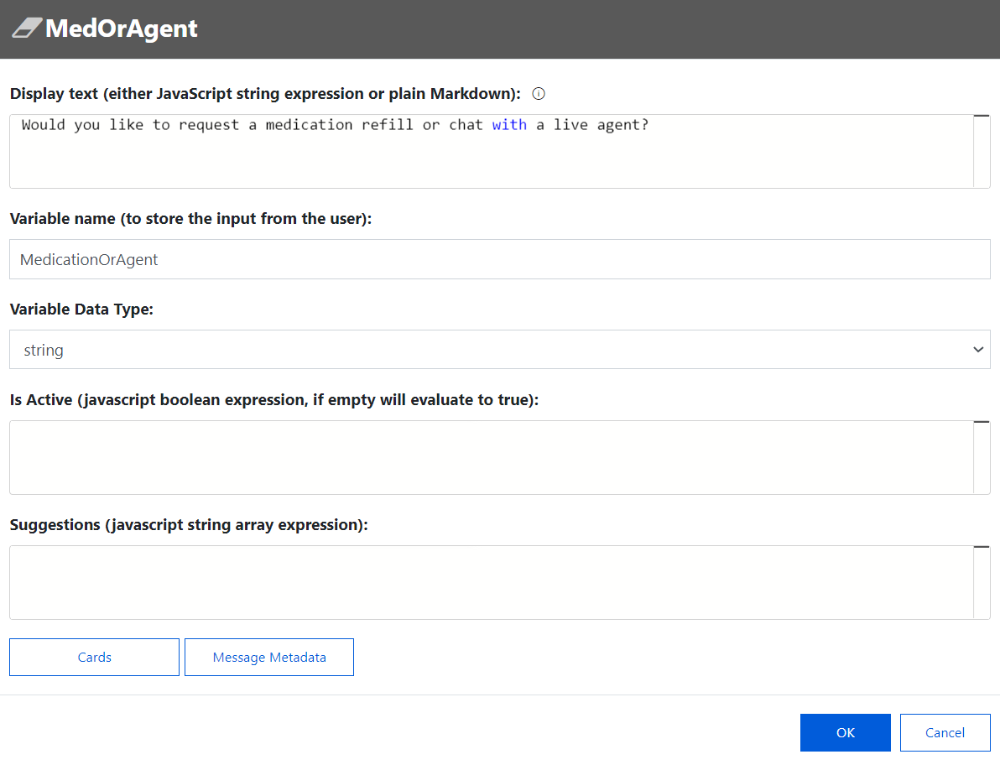 MedOrAgent
Display text (either JavaScript string expression or plain Markdown):
Would you like to request a medication refill or chat with a live agent?
Variable name (to store the input from the user):
MedicationOrAgent
Variable Data Type:
string
Is Active (javascript boolean expression, if empty will evaluate to true):
Suggestions (javascript string array expression):
Cards Message Metadata
OK Cancel